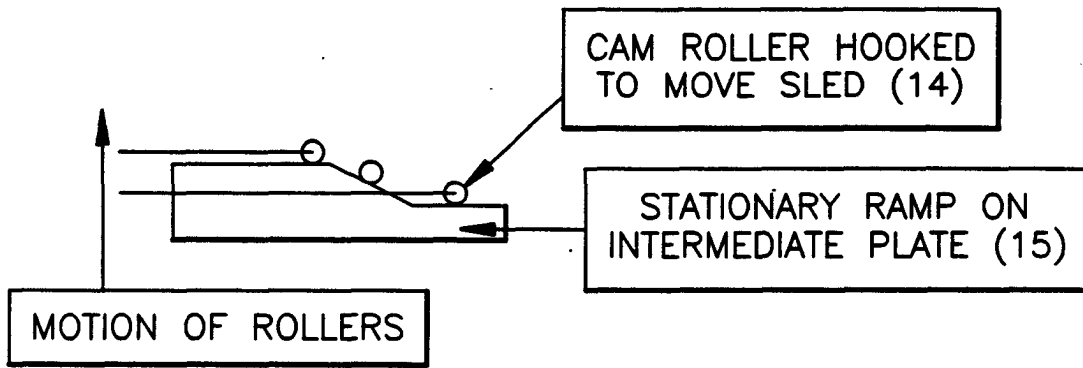 CAM ROLLER HOOKED
TO MOVE SLED (14)
STATIONARY RAMP ON
INTERMEDIATE PLATE (15)
MOTION OF ROLLERS